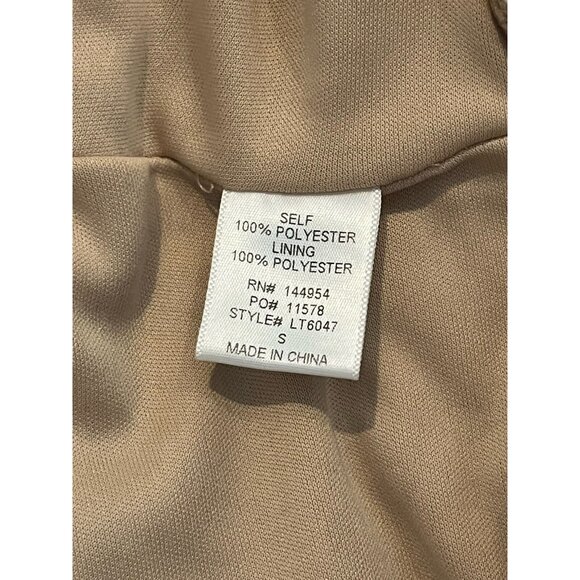 SELF
100% POLYESTER
LINING
100% POLYESTER
RN# 144954
PO# 11578
STYLE# LT6047
S
MADE IN CHINA